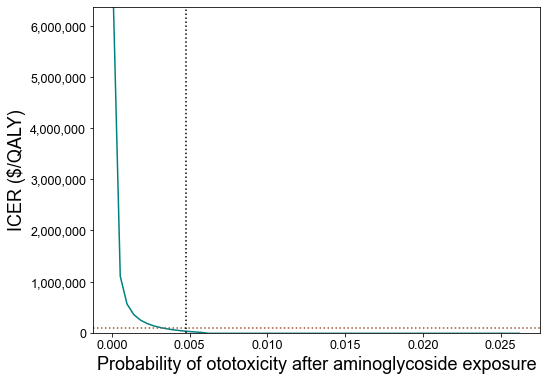 ICER ($/QALY)
6,000,000
5,000,000
4,000,000
3,000,000
2,000,000
1,000,000
0
0.000 0.005 0.010 0.015 0.020 0.025
Probability of ototoxicity after aminoglycoside exposure